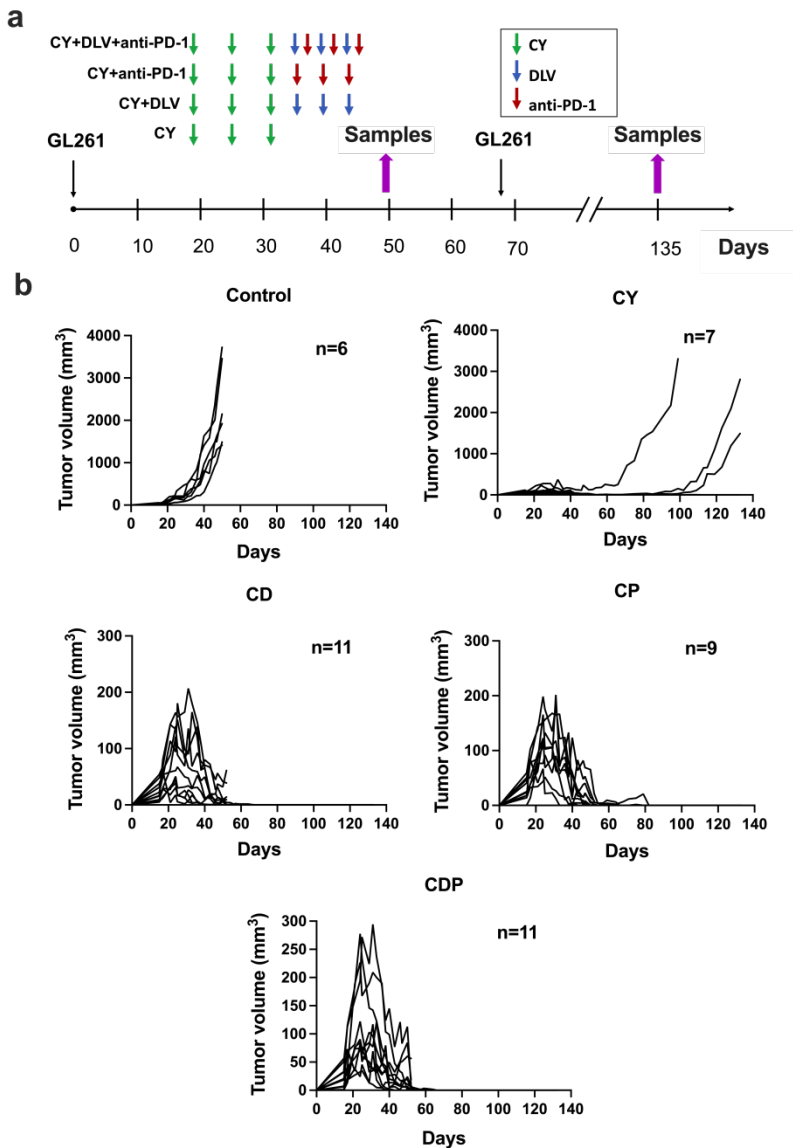 a
CY+DLV+anti-PD-1
CY+anti-PD-1
CY+DLV
CY
CY
DLV
anti-PD-1
GL261
Samples
GL261
Samples
0 10 20 30 40 50 60 70 135 Days
b
Control
Tumor volume (mm³)
4000
3000
2000
1000
0
n=6
0 20 40 60 80 100 120 140
Days
CY
Tumor volume (mm³)
4000
3000
2000
1000
0
n=7
0 20 40 60 80 100 120 140
Days
CD
Tumor volume (mm³)
300
200
100
0
n=11
0 20 40 60 80 100 120 140
Days
CP
Tumor volume (mm³)
300
200
100
0
n=9
0 20 40 60 80 100 120 140
Days
CDP
Tumor volume (mm³)
300
250
200
150
100
50
0
n=11
0 20 40 60 80 100 120 140
Days